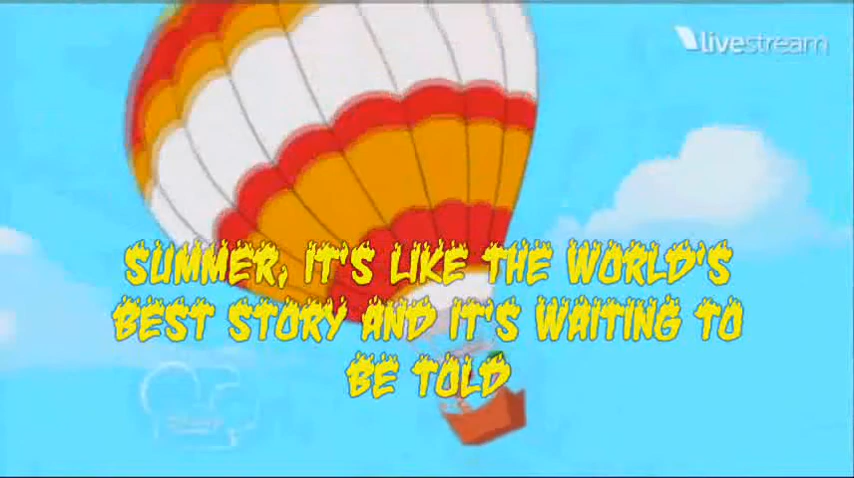 livestream
SUMMER, IT'S LIKE THE WORLD'S
BEST STORY AND IT'S WAITING TO
BE TOLD